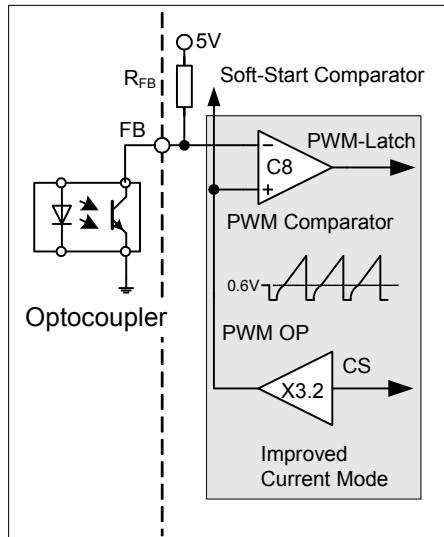 5V
R_FB
Soft-Start Comparator
FB
PWM-Latch
−
C8
+
PWM Comparator
0.6V
Optocoupler
PWM OP
CS
X3.2
Improved
Current Mode